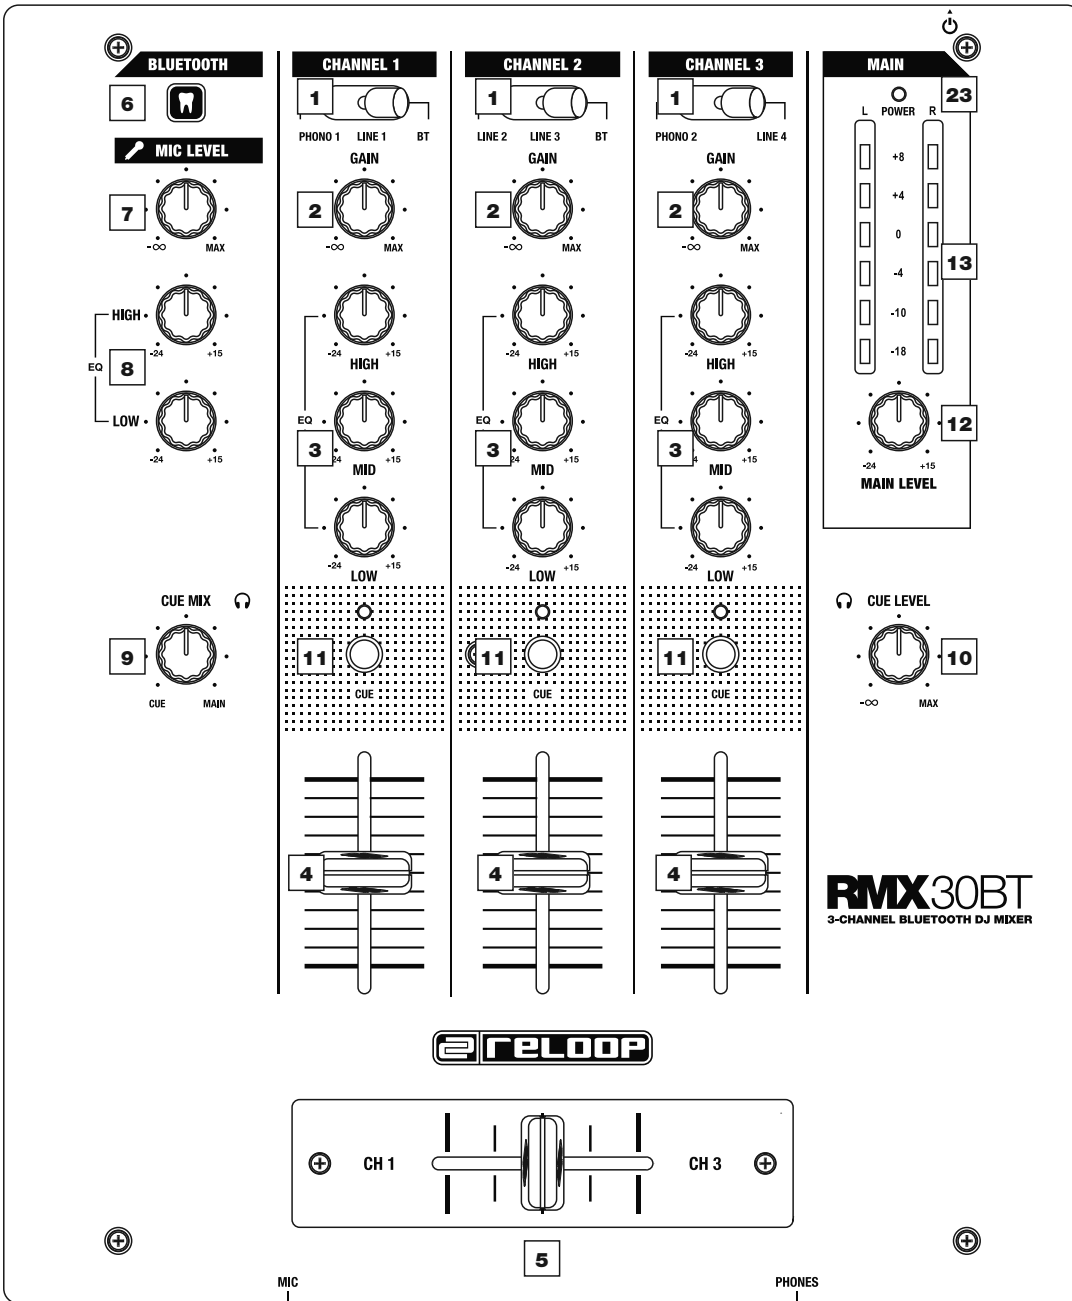 BLUETOOTH
CHANNEL 1
CHANNEL 2
CHANNEL 3
MAIN
6
1
1
1
23
L
POWER
R
PHONO 1
LINE 1
BT
LINE 2
LINE 3
BT
PHONO 2
LINE 4
MIC LEVEL
GAIN
GAIN
GAIN
+8
+4
0
-4
-10
-18
13
7
-∞
MAX
2
-∞
MAX
2
-∞
MAX
2
-∞
MAX
HIGH
-24
+15
EQ
8
LOW
-24
+15
HIGH
EQ
3
+15
MID
-24
+15
LOW
HIGH
EQ
3
+15
MID
-24
+15
LOW
HIGH
EQ
3
4
+15
MID
-24
+15
LOW
12
-24
+15
MAIN LEVEL
CUE MIX
9
CUE
MAIN
11
CUE
11
CUE
11
CUE
CUE LEVEL
10
-∞
MAX
4
4
4
RMX30BT
3-CHANNEL BLUETOOTH DJ MIXER
reloop
CH 1
CH 3
5
MIC
PHONES